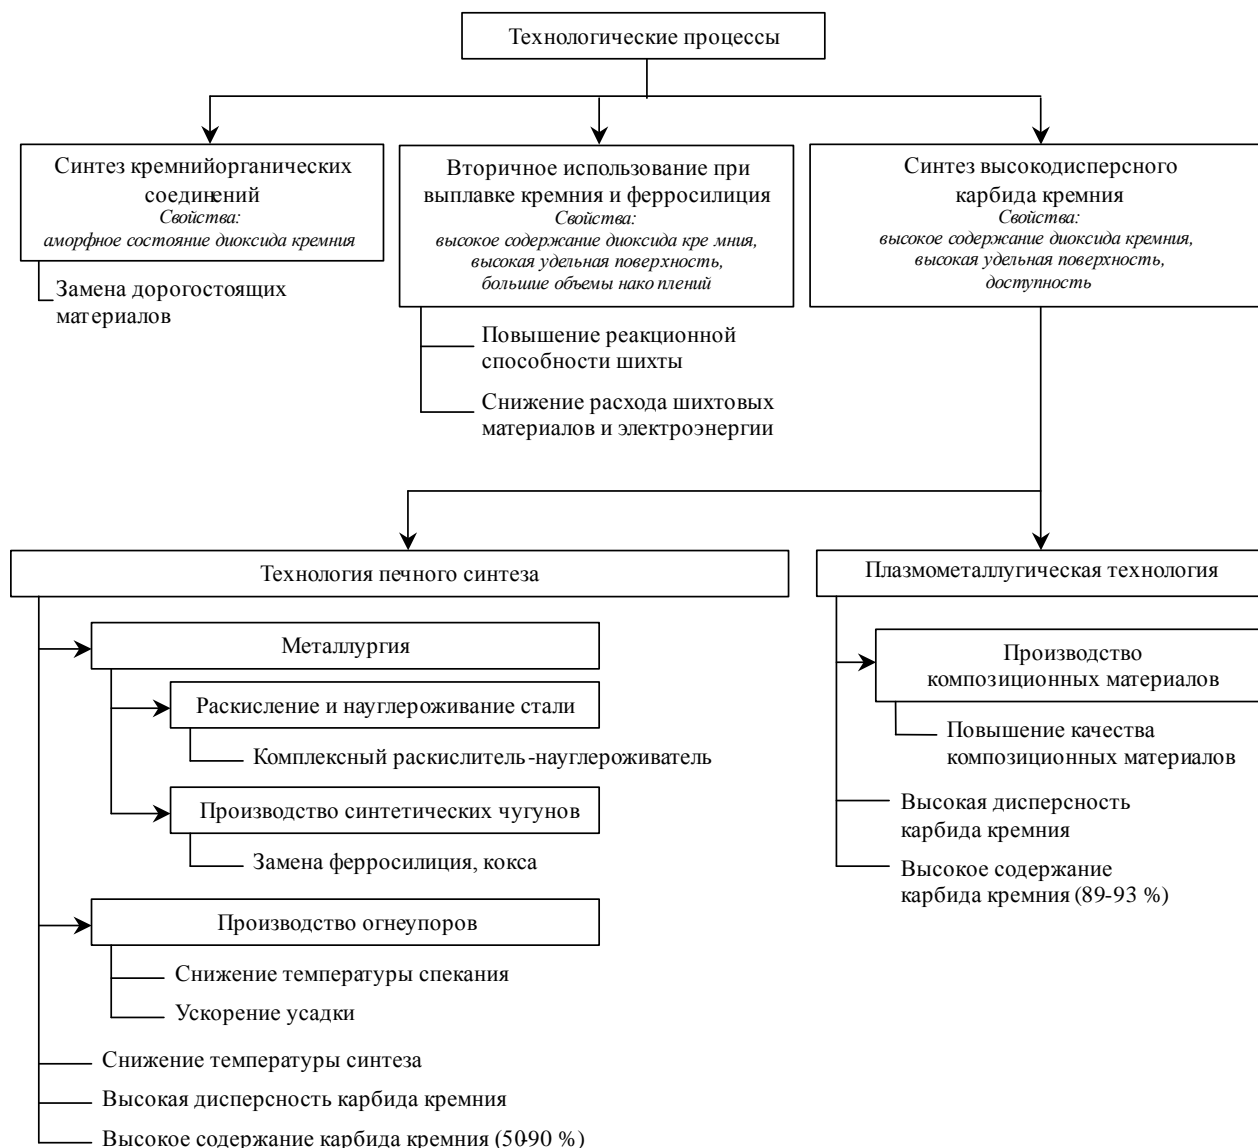 Технологические процессы
Синтез кремнийорганических
соединений
Свойства:
аморфное состояние диоксида кремния
Замена дорогостоящих
материалов
Вторичное использование при
выплавке кремния и ферросилиция
Свойства:
высокое содержание диоксида кре мния,
высокая удельная поверхность,
большие объемы нако плений
Повышение реакционной
способности шихты
Снижение расхода шихтовых
материалов и электроэнергии
Синтез высокодисперсного
карбида кремния
Свойства:
высокое содержание диоксида кремния,
высокая удельная поверхность,
доступность
Технология печного синтеза
Металлургия
Раскисление и науглероживание стали
Комплексный раскислитель-науглероживатель
Производство синтетических чугунов
Замена ферросилиция, кокса
Производство огнеупоров
Снижение температуры спекания
Ускорение усадки
Снижение температуры синтеза
Высокая дисперсность карбида кремния
Высокое содержание карбида кремния (50-90 %)
Плазмометаллугическая технология
Производство
композиционных материалов
Повышение качества
композиционных материалов
Высокая дисперсность
карбида кремния
Высокое содержание
карбида кремния (89-93 %)